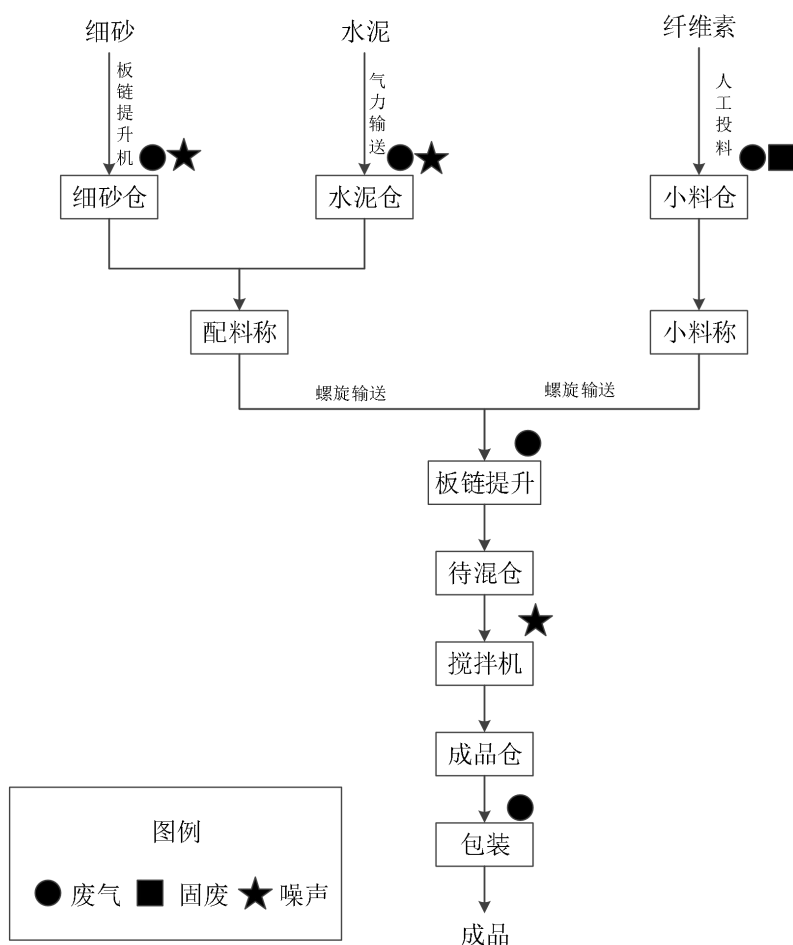 细砂
水泥
纤维素
板链提升机
气力输送
人工投料
细砂仓
水泥仓
小料仓
配料称
小料称
螺旋输送
螺旋输送
板链提升
待混仓
搅拌机
成品仓
包装
成品
图例
废气 固废 噪声